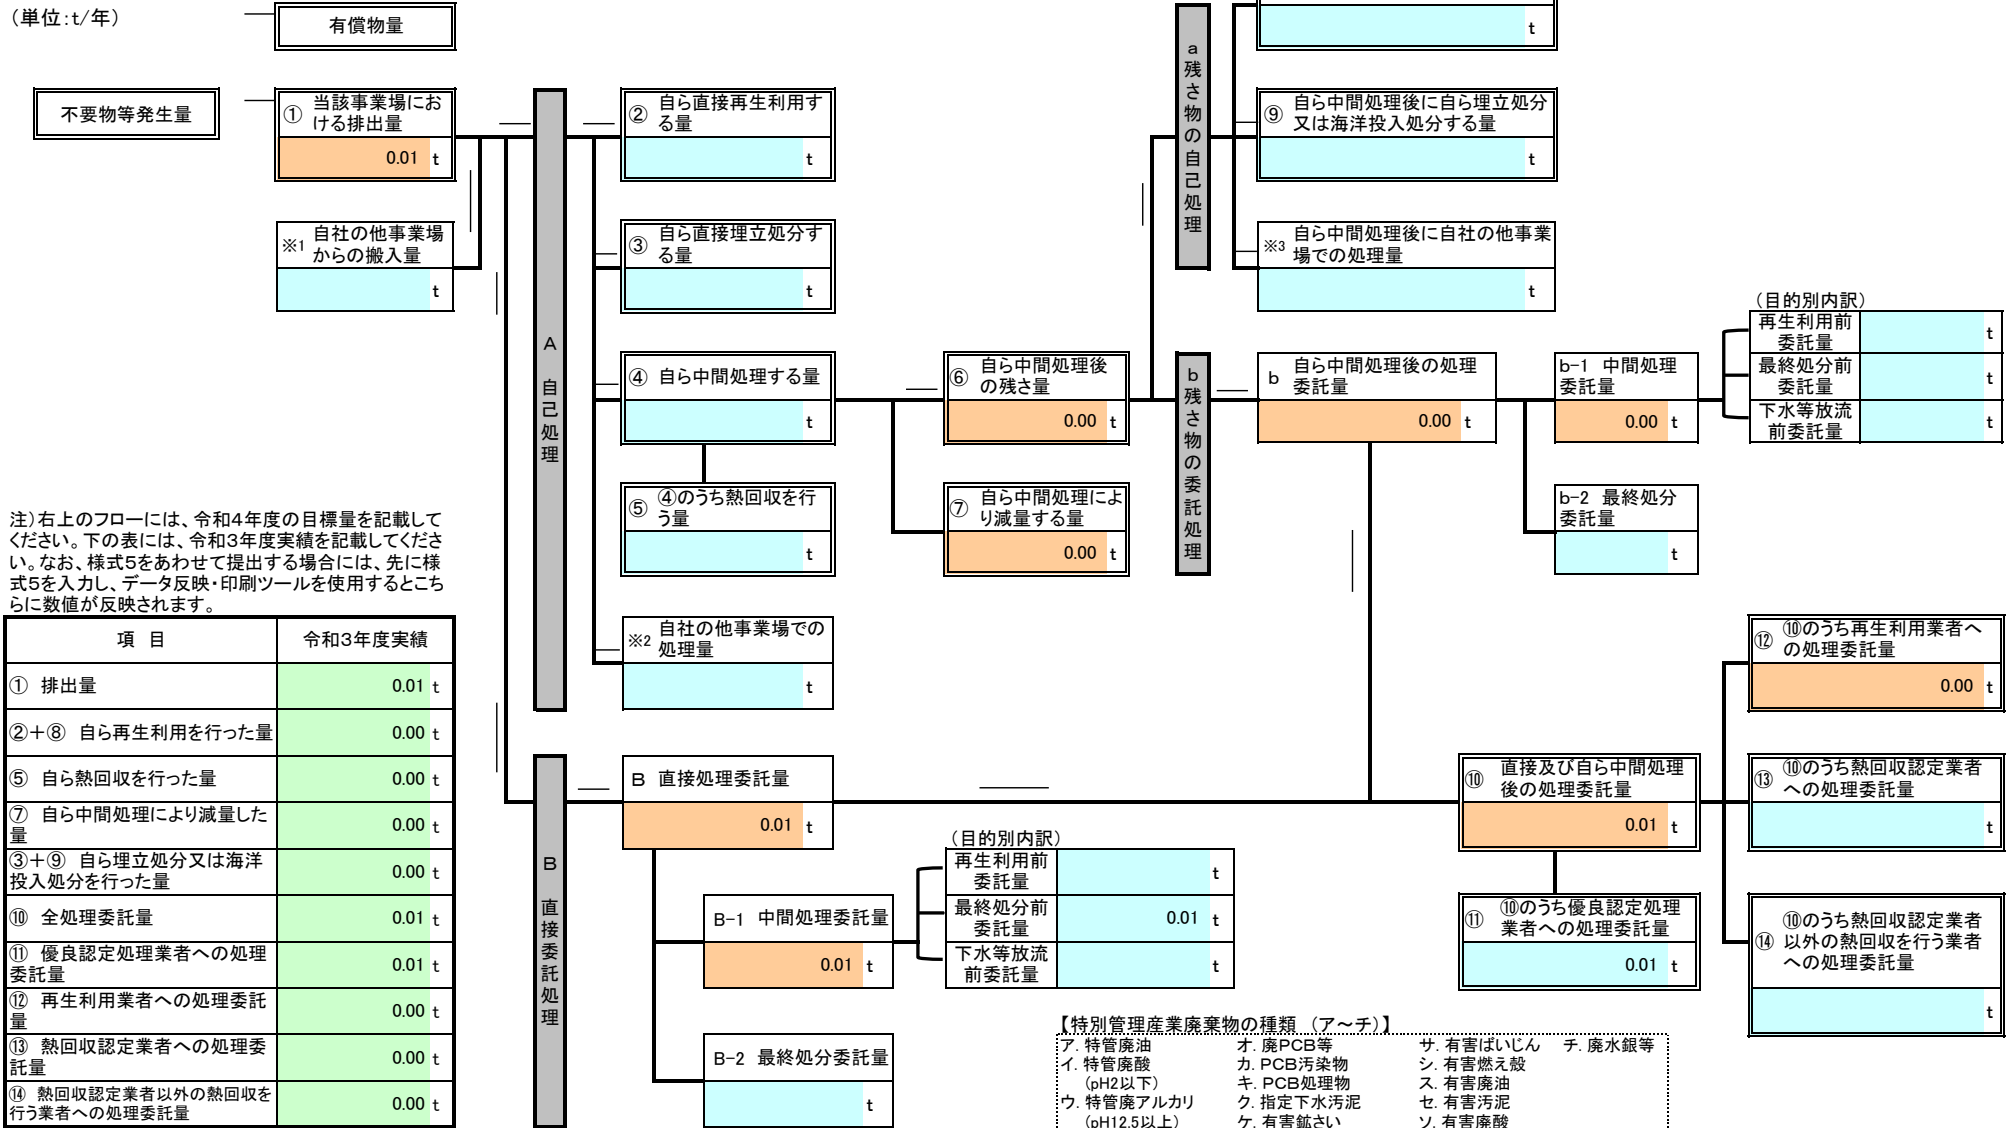 （単位:ｔ/年）
有償物量
ｔ
不要物等発生量
① 当該事業場にお
ける排出量
0.01 ｔ
※1 自社の他事業場
からの搬入量
ｔ
A 自己処理
② 自ら直接再生利用す
る量
ｔ
③ 自ら直接埋立処分す
る量
ｔ
④ 自ら中間処理する量
ｔ
⑤ ④のうち熱回収を行
う量
ｔ
※2 自社の他事業場での
処理量
ｔ
⑥ 自ら中間処理後
の残さ量
0.00 ｔ
⑦ 自ら中間処理によ
り減量する量
0.00 ｔ
a残さ物の自己処理
⑨ 自ら中間処理後に自ら埋立処分
又は海洋投入処分する量
ｔ
※3 自ら中間処理後に自社の他事業
場での処理量
ｔ
b残さ物の委託処理
b 自ら中間処理後の処理
委託量
0.00 ｔ
b-1 中間処理
委託量
0.00 ｔ
b-2 最終処分
委託量
ｔ
（目的別内訳）
再生利用前
委託量 ｔ
最終処分前
委託量 ｔ
下水等放流
前委託量 ｔ
注）右上のフローには、令和4年度の目標量を記載して
ください。下の表には、令和3年度実績を記載してくださ
い。なお、様式5をあわせて提出する場合には、先に様
式5を入力し、データ反映・印刷ツールを使用するとこち
らに数値が反映されます。
項 目 令和3年度実績
① 排出量 0.01 ｔ
②＋⑧ 自ら再生利用を行った量 0.00 ｔ
⑤ 自ら熱回収を行った量 0.00 ｔ
⑦ 自ら中間処理により減量した
量 0.00 ｔ
③＋⑨ 自ら埋立処分又は海洋
投入処分を行った量 0.00 ｔ
⑩ 全処理委託量 0.01 ｔ
⑪ 優良認定処理業者への処理
委託量 0.01 ｔ
⑫ 再生利用業者への処理委託
量 0.00 ｔ
⑬ 熱回収認定業者への処理委
託量 0.00 ｔ
⑭ 熱回収認定業者以外の熱回収を
行う業者への処理委託量 0.00 ｔ
B 直接委託処理
B 直接処理委託量
0.01 ｔ
B-1 中間処理委託量
0.01 ｔ
B-2 最終処分委託量
ｔ
（目的別内訳）
再生利用前
委託量 ｔ
最終処分前
委託量 0.01 ｔ
下水等放流
前委託量 ｔ
⑩ 直接及び自ら中間処理
後の処理委託量
0.01 ｔ
⑪ ⑩のうち優良認定処理
業者への処理委託量
0.01 ｔ
⑫ ⑩のうち再生利用業者へ
の処理委託量
0.00 ｔ
⑬ ⑩のうち熱回収認定業者
への処理委託量
ｔ
⑭ ⑩のうち熱回収認定業者
以外の熱回収を行う業者
への処理委託量
ｔ
【特別管理産業廃棄物の種類 （ア～チ）】
ア. 特管廃油 オ. 廃PCB等 サ. 有害ばいじん チ. 廃水銀等
イ. 特管廃酸 カ. PCB汚染物 シ. 有害燃え殻
（pH2以下） キ. PCB処理物 ス. 有害廃油
ウ. 特管廃アルカリ ク. 指定下水汚泥 セ. 有害汚泥
（pH12.5以上） ケ. 有害鉱さい ソ. 有害廃酸